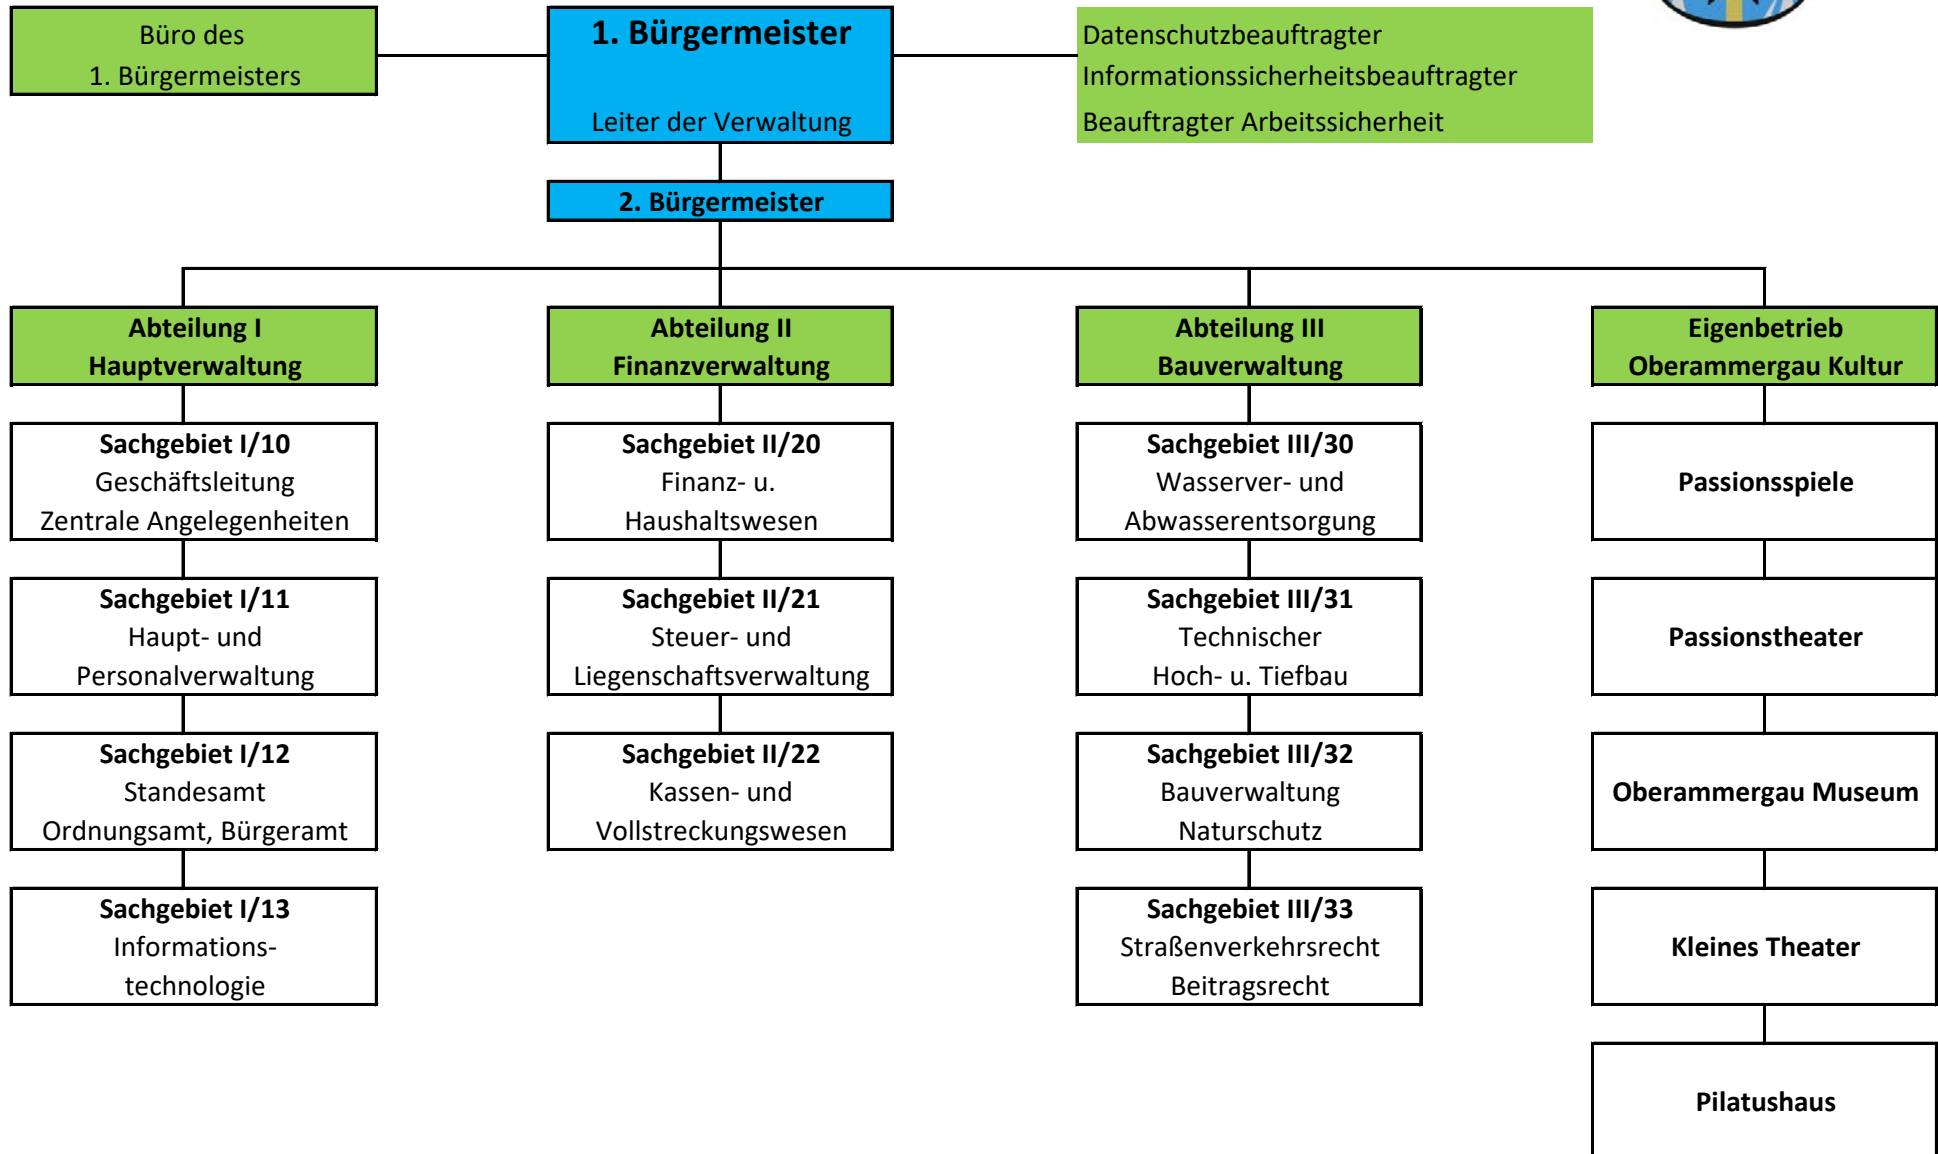 Büro des
1. Bürgermeisters
1. Bürgermeister
Leiter der Verwaltung
Datenschutzbeauftragter
Informationssicherheitsbeauftragter
Beauftragter Arbeitssicherheit
2. Bürgermeister
Abteilung I
Hauptverwaltung
Sachgebiet I/10
Geschäftsleitung
Zentrale Angelegenheiten
Sachgebiet I/11
Haupt- und
Personalverwaltung
Sachgebiet I/12
Standesamt
Ordnungsamt, Bürgeramt
Sachgebiet I/13
Informations-
technologie
Abteilung II
Finanzverwaltung
Sachgebiet II/20
Finanz- u.
Haushaltswesen
Sachgebiet II/21
Steuer- und
Liegenschaftsverwaltung
Sachgebiet II/22
Kassen- und
Vollstreckungswesen
Abteilung III
Bauverwaltung
Sachgebiet III/30
Wasserver- und
Abwasserentsorgung
Sachgebiet III/31
Technischer
Hoch- u. Tiefbau
Sachgebiet III/32
Bauverwaltung
Naturschutz
Sachgebiet III/33
Straßenverkehrsrecht
Beitragsrecht
Eigenbetrieb
Oberammergau Kultur
Passionsspiele
Passionstheater
Oberammergau Museum
Kleines Theater
Pilatushaus